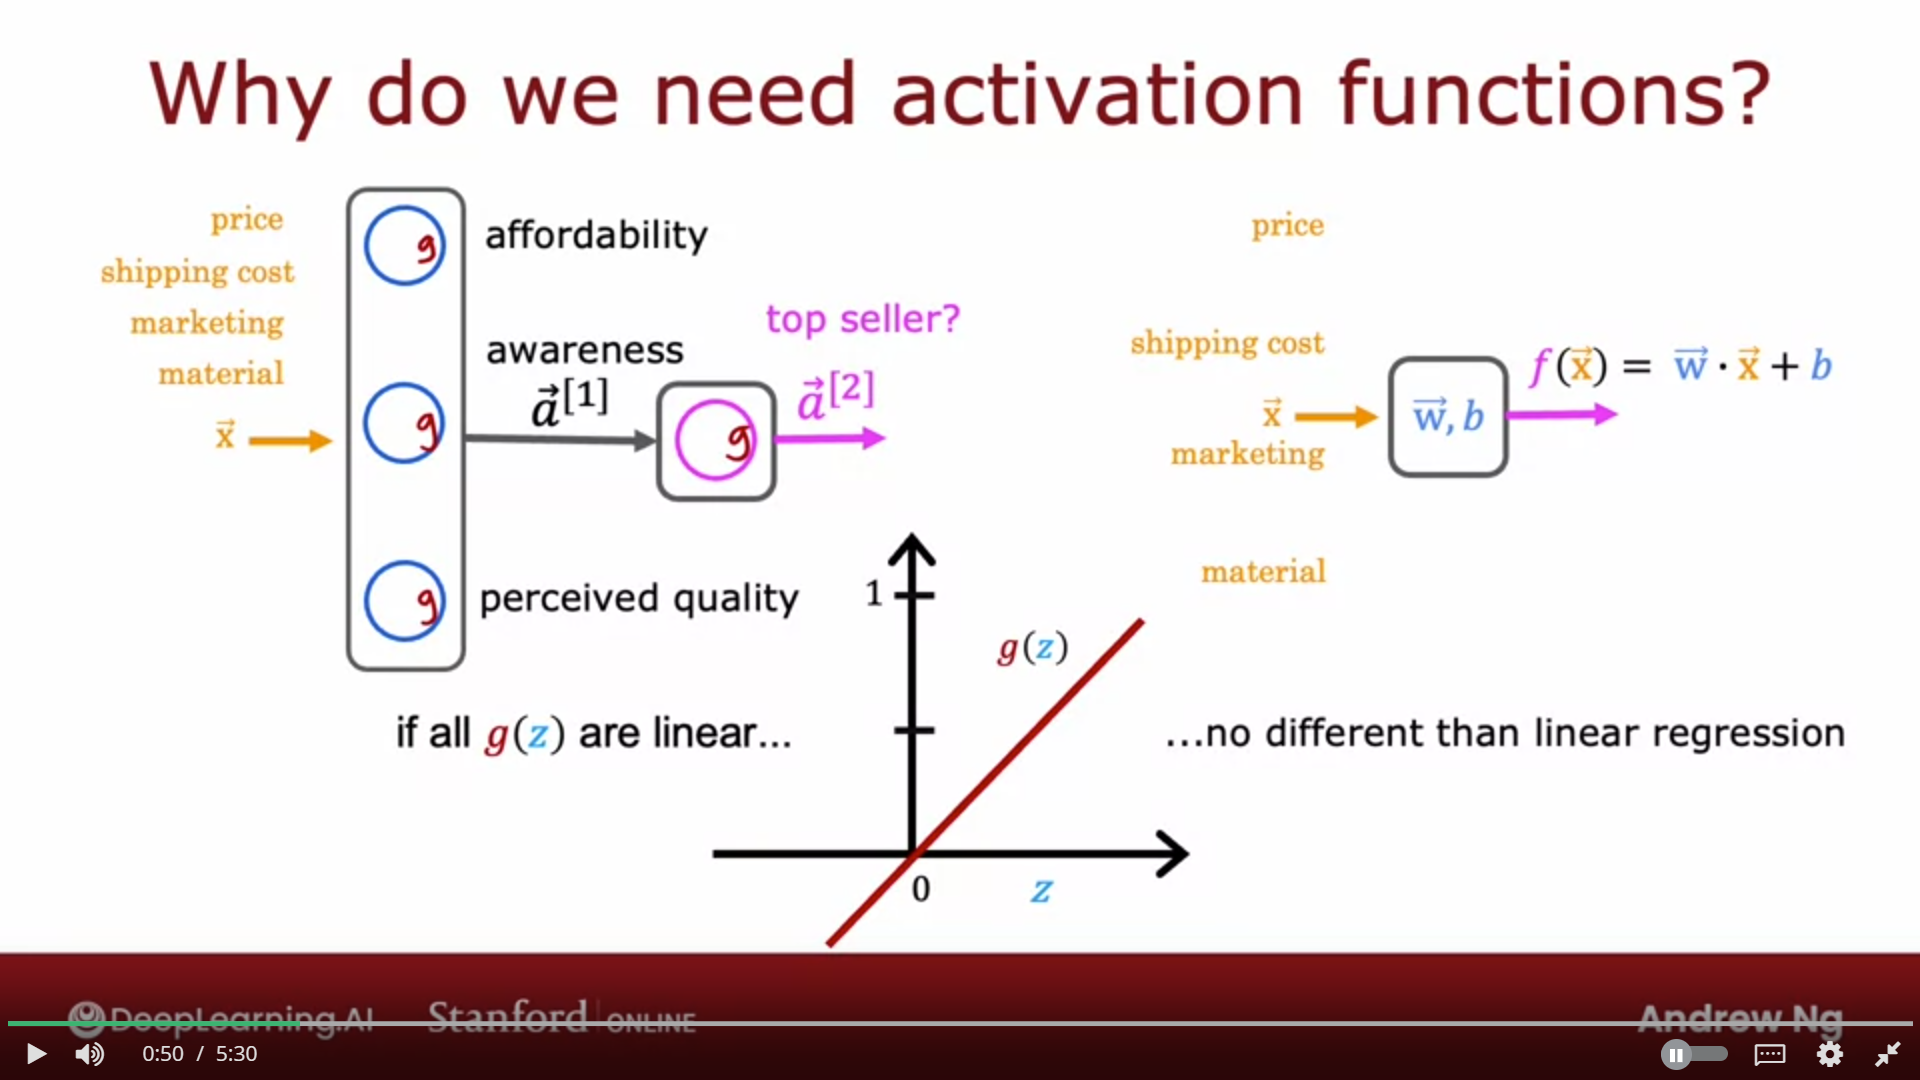 Why do we need activation functions?
price
shipping cost
marketing
material
x⃗
g
g
g
affordability
awareness
a⃗[1]
perceived quality
g
top seller?
a⃗[2]
price
shipping cost
x⃗
marketing
material
w⃗, b
f(x⃗) = w⃗ · x⃗ + b
if all g(z) are linear...
1
g(z)
0
z
...no different than linear regression
DeepLearning.AI
Stanford ONLINE
Andrew Ng
0:50 / 5:30